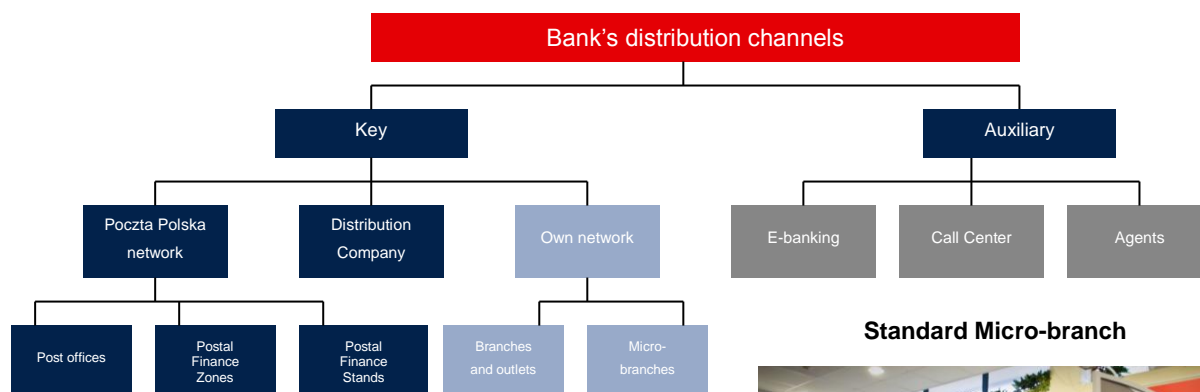 Bank’s distribution channels
Key
Auxiliary
Poczta Polska
network
Distribution
Company
Own network
E-banking
Call Center
Agents
Post offices
Postal
Finance
Zones
Postal
Finance
Stands
Branches
and outlets
Micro-
branches
Standard Micro-branch